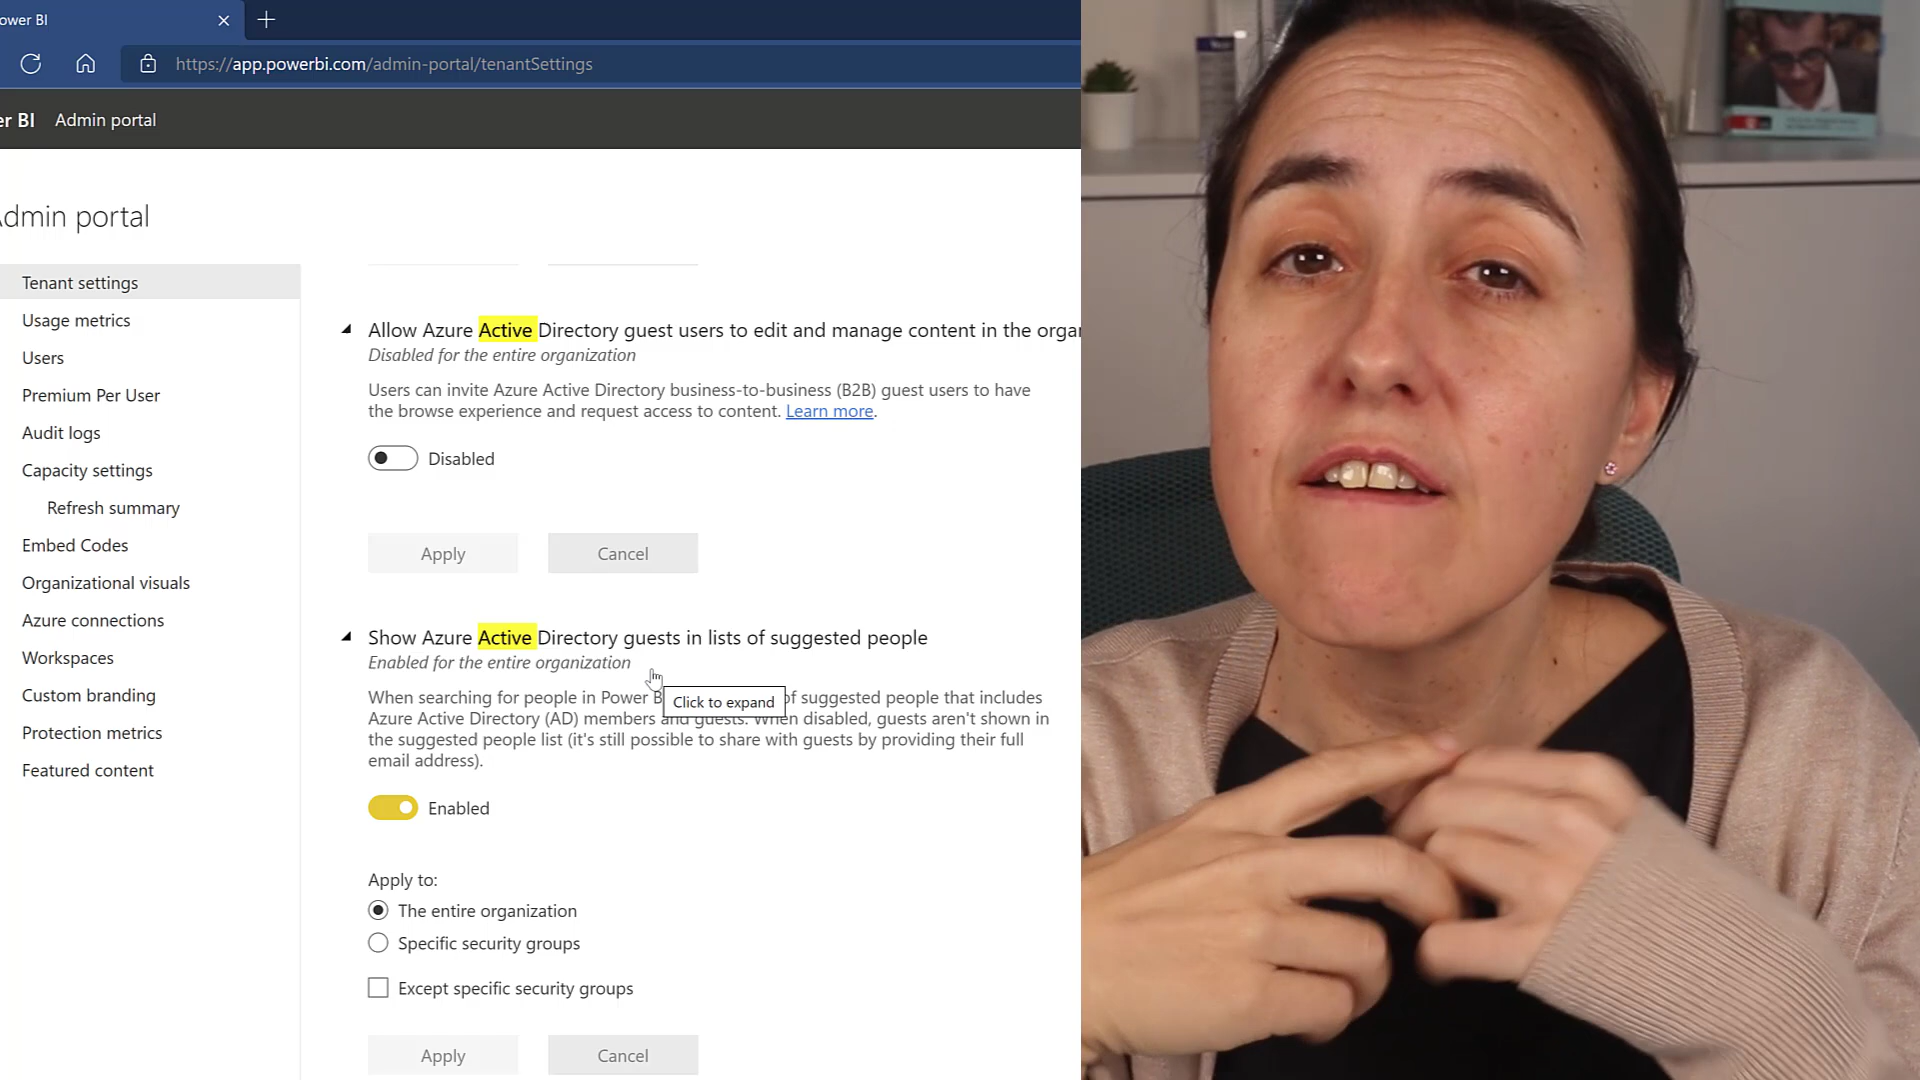 ower BI
https://app.powerbi.com/admin-portal/tenantSettings
er BI Admin portal
dmin portal
Tenant settings
Usage metrics
Users
Premium Per User
Audit logs
Capacity settings
Refresh summary
Embed Codes
Organizational visuals
Azure connections
Workspaces
Custom branding
Protection metrics
Featured content
Allow Azure Active Directory guest users to edit and manage content in the orga
Disabled for the entire organization
Users can invite Azure Active Directory business-to-business (B2B) guest users to have
the browse experience and request access to content. Learn more.
Disabled
Apply Cancel
Show Azure Active Directory guests in lists of suggested people
Enabled for the entire organization
When searching for people in Power B of suggested people that includes
Click to expand
Azure Active Directory (AD) members and guests. When disabled, guests aren't shown in
the suggested people list (it's still possible to share with guests by providing their full
email address).
Enabled
Apply to:
The entire organization
Specific security groups
Except specific security groups
Apply Cancel